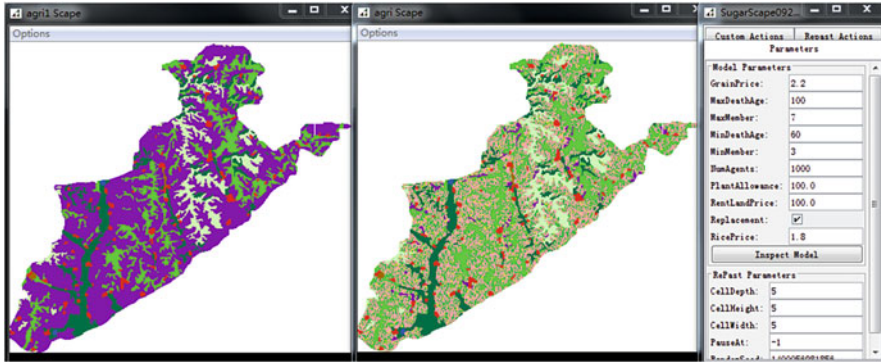 agri1 Scape
Options
agri Scape
Options
SugarScape092...
Custom Actions
Repast Actions
Parameters
Model Parameters
GrainPrice: 2.2
MaxDeathAge: 100
MaxMember: 7
MinDeathAge: 60
MinMember: 3
NumAgents: 1000
PlantAllowance: 100.0
RentLandPrice: 100.0
Replacement:
RicePrice: 1.8
Inspect Model
RePast Parameters
CellDepth: 5
CellHeight: 5
CellWidth: 5
PauseAt: -1